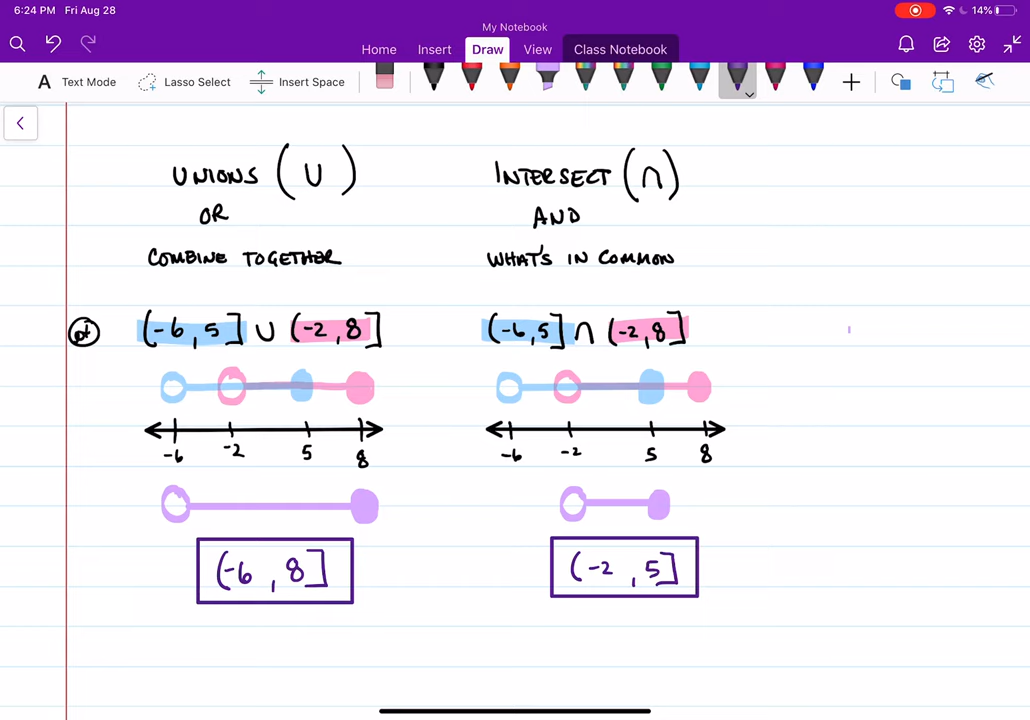 6:24 PM Fri Aug 28
14%
My Notebook
Home Insert Draw View Class Notebook
A Text Mode Lasso Select Insert Space
UNIONS (∪)
OR
COMBINE TOGETHER
INTERSECT (∩)
AND
WHAT'S IN COMMON
(-6, 5] ∪ (-2, 8]
-6 -2 5 8
(-6, 8]
(-6, 5] ∩ (-2, 8]
-6 -2 5 8
(-2, 5]